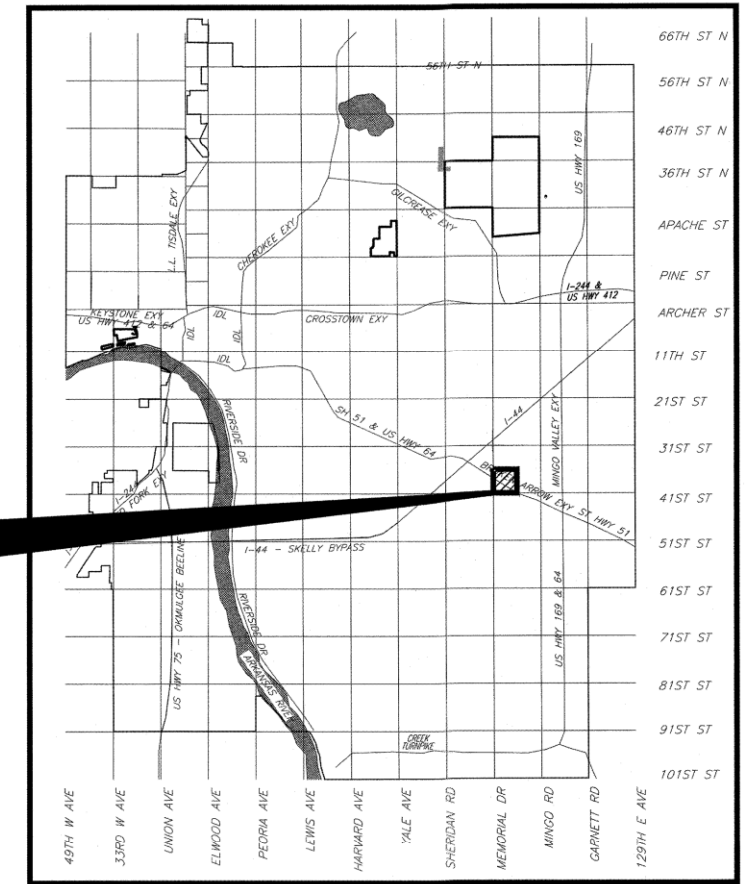 66TH ST N
56TH ST N
56TH ST N
46TH ST N
US HWY 169
36TH ST N
L.L. TISDALE EXY
GILCREASE EXY
APACHE ST
CHEROKEE EXY
PINE ST
I-244 &
US HWY 412
KEYSTONE EXY
US HWY 412 & 64
IDL
CROSSTOWN EXY
ARCHER ST
IDL
IDL
IDL
11TH ST
RIVERSIDE DR
SH 51 & US HWY 64
I-44
MINGO VALLEY EXY
21ST ST
31ST ST
I-244
FORK EXY
ARROW EXY ST HWY 51
41ST ST
I-44 - SKELLY BYPASS
51ST ST
US HWY 75 - OKMULGEE BEELINE
RIVERSIDE DR
US HWY 169 & 64
61ST ST
71ST ST
ARKANSAS RIVER
81ST ST
91ST ST
CREEK
TURNPIKE
101ST ST
49TH W AVE
33RD W AVE
UNION AVE
ELWOOD AVE
PEORIA AVE
LEWIS AVE
HARVARD AVE
YALE AVE
SHERIDAN RD
MEMORIAL DR
MINGO RD
GARNETT RD
129TH E AVE